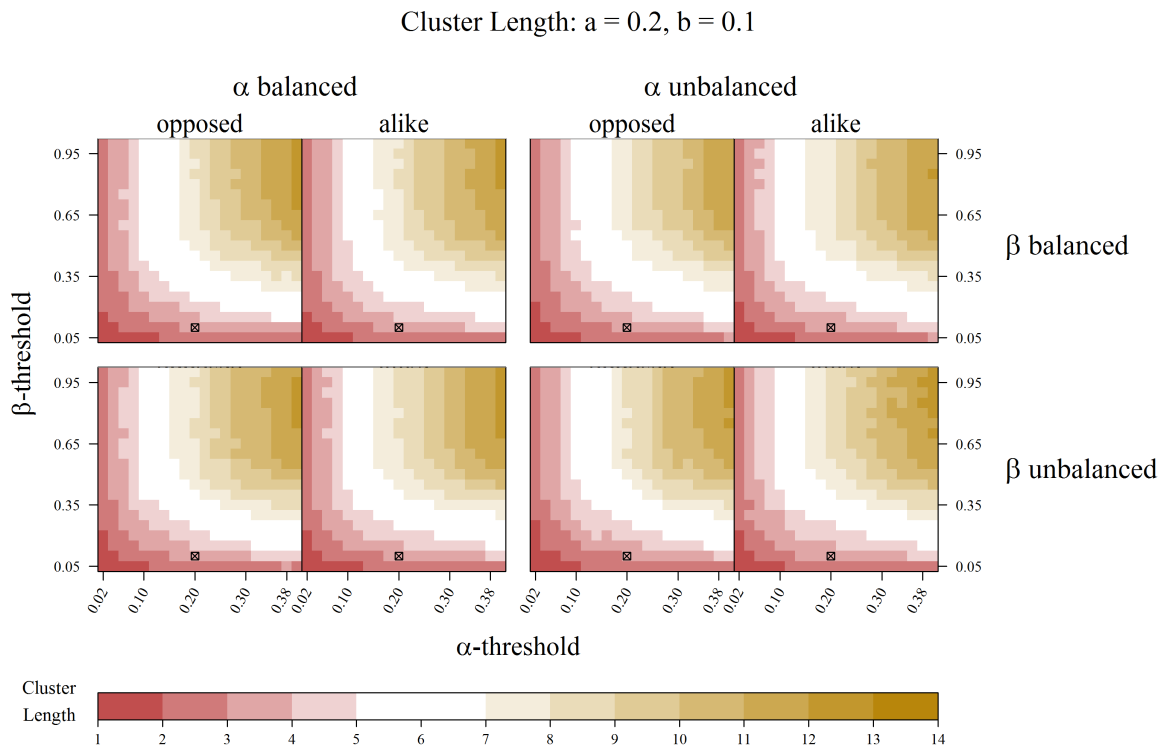 Cluster Length: a = 0.2, b = 0.1
α balanced
α unbalanced
opposed
alike
opposed
alike
0.95
0.65
0.35
0.05
0.95
0.65
0.35
0.05
β balanced
β-threshold
0.95
0.65
0.35
0.05
0.95
0.65
0.35
0.05
β unbalanced
0.02 0.10 0.20 0.30 0.38
0.02 0.10 0.20 0.30 0.38
0.02 0.10 0.20 0.30 0.38
0.02 0.10 0.20 0.30 0.38
α-threshold
Cluster
Length
1 2 3 4 5 6 7 8 9 10 11 12 13 14